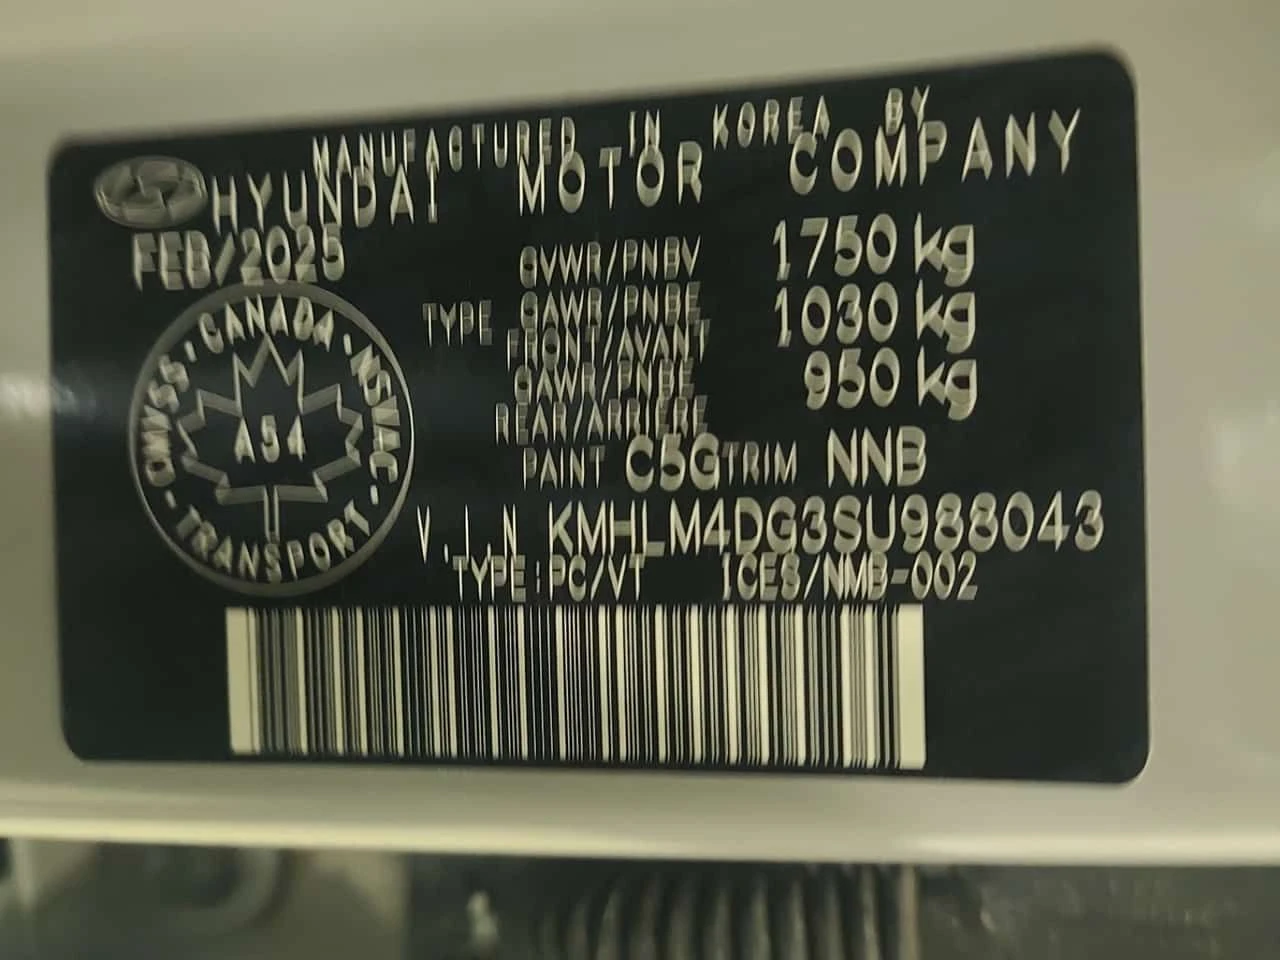 MANUFACTURED IN KOREA BY
HYUNDAI MOTOR COMPANY
FEB/2025
GVWR/PNBV 1750 kg
TYPE GAWR/PNBE FRONT/AVANT 1030 kg
GAWR/PNBE REAR/ARRIERE 950 kg
CANADA · NSVAC - TRANSPORT - CMVSS ·
A54
PAINT C5G TRIM NNB
V.I.N KMHLM4DG3SU988043
TYPE:PC/VT ICES/NMB-002